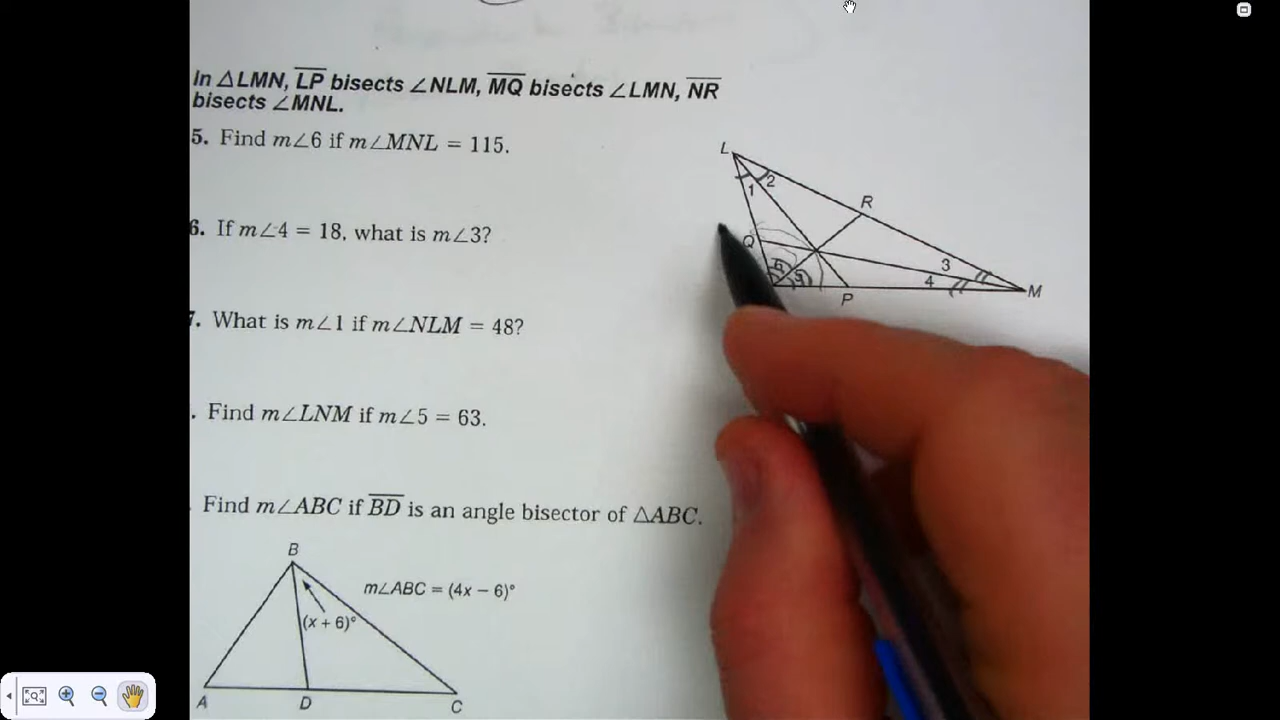 In △LMN, LP bisects ∠NLM, MQ bisects ∠LMN, NR
bisects ∠MNL.
5. Find m∠6 if m∠MNL = 115.
6. If m∠4 = 18, what is m∠3?
7. What is m∠1 if m∠NLM = 48?
. Find m∠LNM if m∠5 = 63.
. Find m∠ABC if BD is an angle bisector of △ABC.
L
1
2
R
Q
6
5
3
4
P
M
B
m∠ABC = (4x − 6)°
(x + 6)°
A
D
C